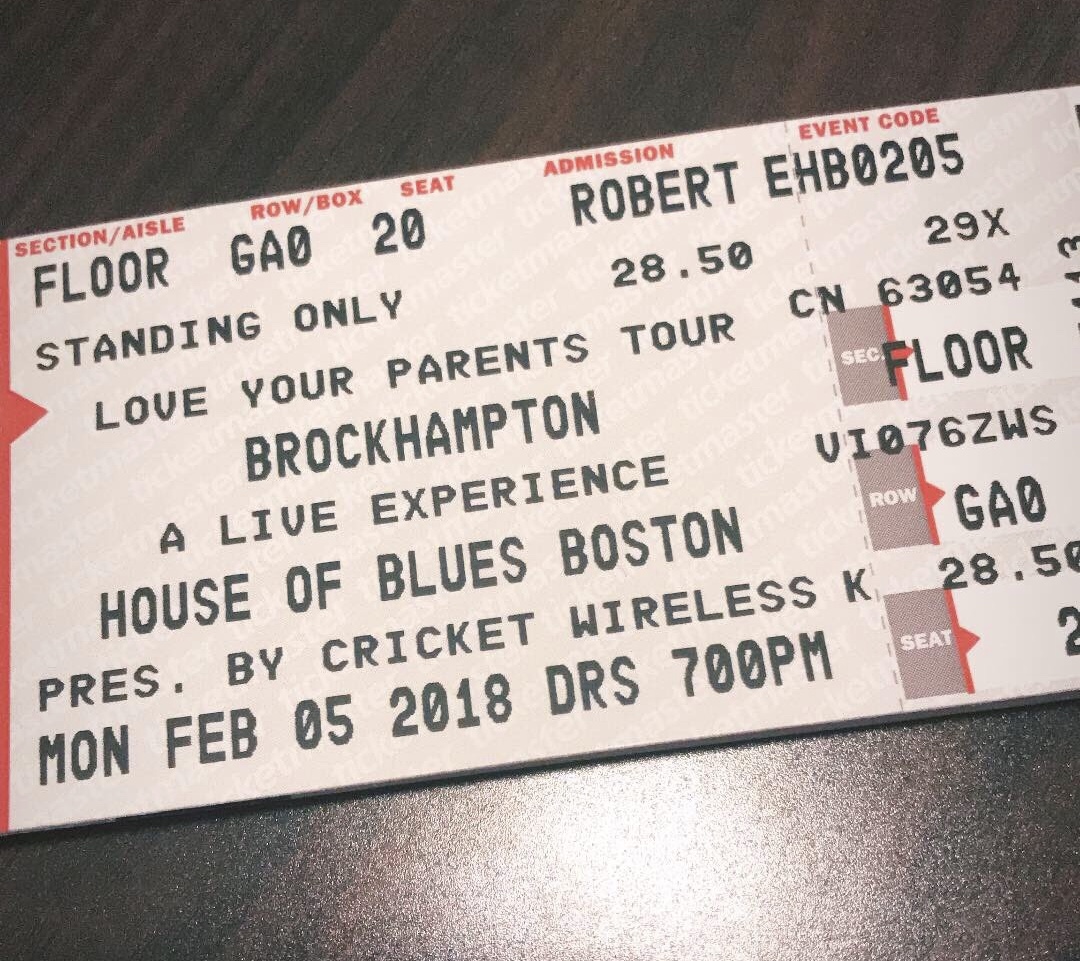 SECTION/AISLE ROW/BOX SEAT ADMISSION EVENT CODE
FLOOR GA0 20 ROBERT EHB0205
STANDING ONLY 28.50 29X
LOVE YOUR PARENTS TOUR CN 63054
BROCKHAMPTON SEC. FLOOR
A LIVE EXPERIENCE VI076ZWS
HOUSE OF BLUES BOSTON ROW GA0
PRES. BY CRICKET WIRELESS K 28.50
MON FEB 05 2018 DRS 700PM SEAT